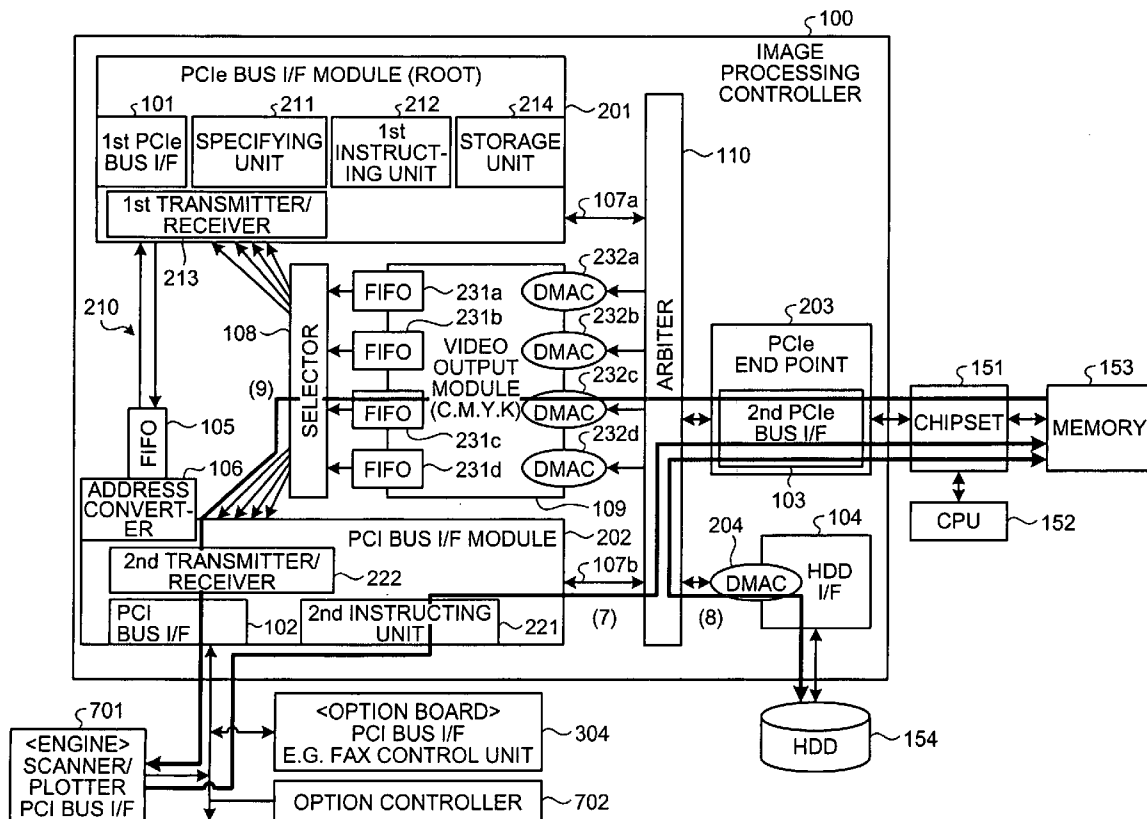 100
IMAGE
PROCESSING
CONTROLLER
PCIe BUS I/F MODULE (ROOT)
101
211
212
214
201
1st PCIe
BUS I/F
SPECIFYING
UNIT
1st
INSTRUCT-
ING UNIT
STORAGE
UNIT
110
1st TRANSMITTER/
RECEIVER
107a
213
210
108
SELECTOR
FIFO
231a
FIFO
231b
FIFO
231c
FIFO
231d
VIDEO
OUTPUT
MODULE
(C.M.Y.K)
232a
DMAC
232b
DMAC
232c
DMAC
232d
DMAC
109
ARBITER
203
PCIe
END POINT
2nd PCIe
BUS I/F
103
151
CHIPSET
153
MEMORY
CPU
152
(9)
FIFO
105
106
ADDRESS
CONVERT-
ER
PCI BUS I/F MODULE
202
2nd TRANSMITTER/
RECEIVER
222
107b
PCI
BUS I/F
102
2nd INSTRUCTING
UNIT
221
(7)
(8)
204
DMAC
104
HDD
I/F
HDD
154
701
<ENGINE>
SCANNER/
PLOTTER
PCI BUS I/F
<OPTION BOARD>
PCI BUS I/F
E.G. FAX CONTROL UNIT
304
OPTION CONTROLLER
702